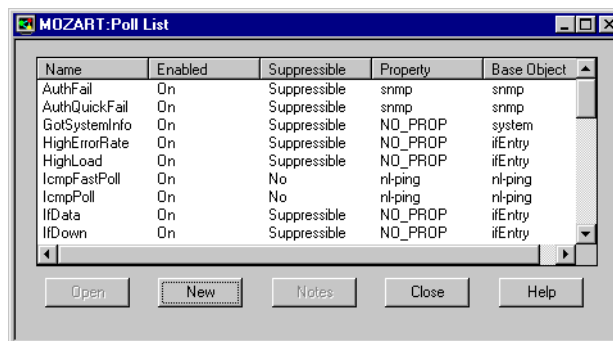 MOZART:Poll List
Name Enabled Suppressible Property Base Object
AuthFail On Suppressible snmp snmp
AuthQuickFail On Suppressible snmp snmp
GotSystemInfo On Suppressible NO_PROP system
HighErrorRate On Suppressible NO_PROP ifEntry
HighLoad On Suppressible NO_PROP ifEntry
IcmpFastPoll On No nl-ping nl-ping
IcmpPoll On No nl-ping nl-ping
IfData On Suppressible NO_PROP ifEntry
IfDown On Suppressible NO_PROP ifEntry
Open New Notes Close Help